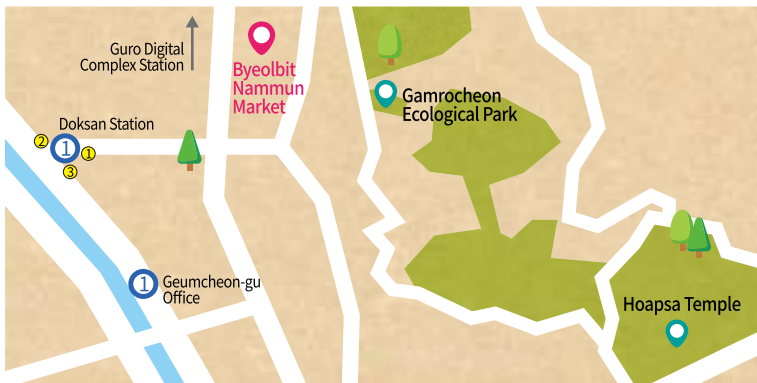 Guro Digital
Complex Station
Byeolbit
Nammun
Market
Gamrocheon
Ecological Park
Doksan Station
2
1
1
3
1
Geumcheon-gu
Office
Hoapsa Temple